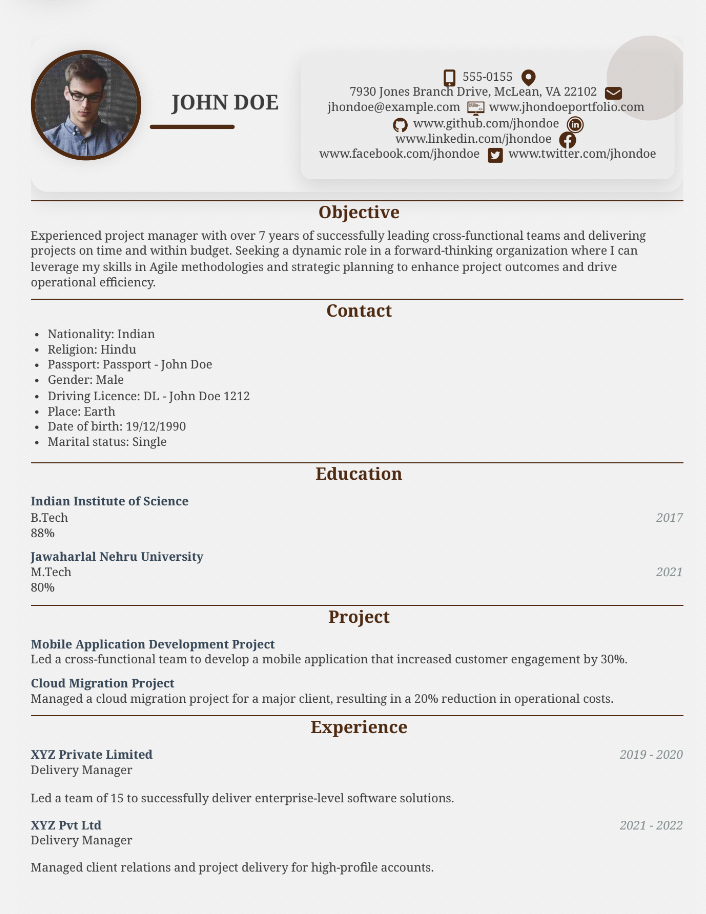 JOHN DOE
555-0155
7930 Jones Branch Drive, McLean, VA 22102
jhondoe@example.com www.jhondoeportfolio.com
www.github.com/jhondoe
www.linkedin.com/jhondoe
www.facebook.com/jhondoe www.twitter.com/jhondoe
Objective
Experienced project manager with over 7 years of successfully leading cross-functional teams and delivering
projects on time and within budget. Seeking a dynamic role in a forward-thinking organization where I can
leverage my skills in Agile methodologies and strategic planning to enhance project outcomes and drive
operational efficiency.
Contact
• Nationality: Indian
• Religion: Hindu
• Passport: Passport - John Doe
• Gender: Male
• Driving Licence: DL - John Doe 1212
• Place: Earth
• Date of birth: 19/12/1990
• Marital status: Single
Education
Indian Institute of Science
B.Tech 2017
88%
Jawaharlal Nehru University
M.Tech 2021
80%
Project
Mobile Application Development Project
Led a cross-functional team to develop a mobile application that increased customer engagement by 30%.
Cloud Migration Project
Managed a cloud migration project for a major client, resulting in a 20% reduction in operational costs.
Experience
XYZ Private Limited 2019 - 2020
Delivery Manager
Led a team of 15 to successfully deliver enterprise-level software solutions.
XYZ Pvt Ltd 2021 - 2022
Delivery Manager
Managed client relations and project delivery for high-profile accounts.